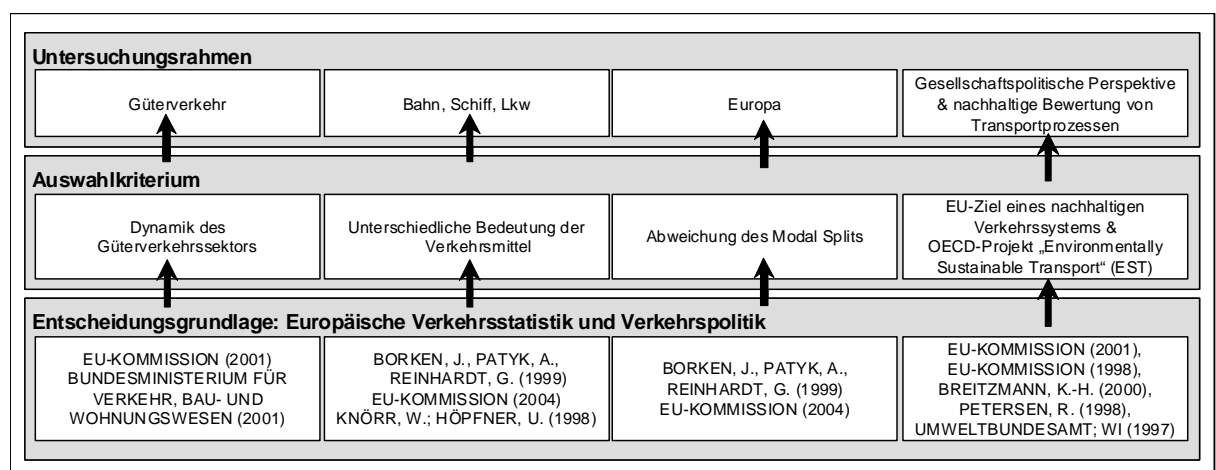 Untersuchungsrahmen
Güterverkehr
Bahn, Schiff, Lkw
Europa
Gesellschaftspolitische Perspektive
& nachhaltige Bewertung von
Transportprozessen
Auswahlkriterium
Dynamik des
Güterverkehrssektors
Unterschiedliche Bedeutung der
Verkehrsmittel
Abweichung des Modal Splits
EU-Ziel eines nachhaltigen
Verkehrssystems &
OECD-Projekt „Environmentally
Sustainable Transport“ (EST)
Entscheidungsgrundlage: Europäische Verkehrsstatistik und Verkehrspolitik
EU-KOMMISSION (2001)
BUNDESMINISTERIUM FÜR
VERKEHR, BAU- UND
WOHNUNGSWESEN (2001)
BORKEN, J., PATYK, A.,
REINHARDT, G. (1999)
EU-KOMMISSION (2004)
KNÖRR, W.; HÖPFNER, U. (1998)
BORKEN, J., PATYK, A.,
REINHARDT, G. (1999)
EU-KOMMISSION (2004)
EU-KOMMISSION (2001),
EU-KOMMISSION (1998),
BREITZMANN, K.-H. (2000),
PETERSEN, R. (1998),
UMWELTBUNDESAMT; WI (1997)